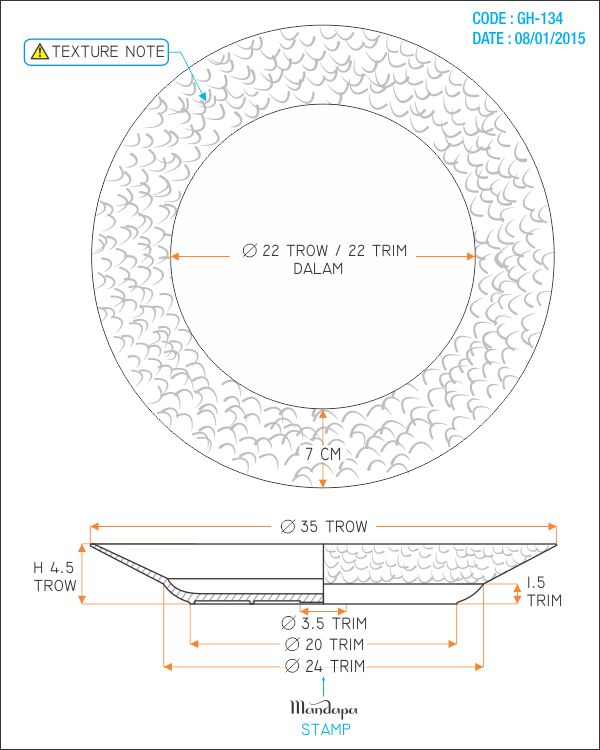 CODE : GH-134
DATE : 08/01/2015
TEXTURE NOTE
Ø 22 TROW / 22 TRIM
DALAM
7 CM
Ø 35 TROW
H 4.5
TROW
1.5
TRIM
Ø 3.5 TRIM
Ø 20 TRIM
Ø 24 TRIM
Mandapa
STAMP